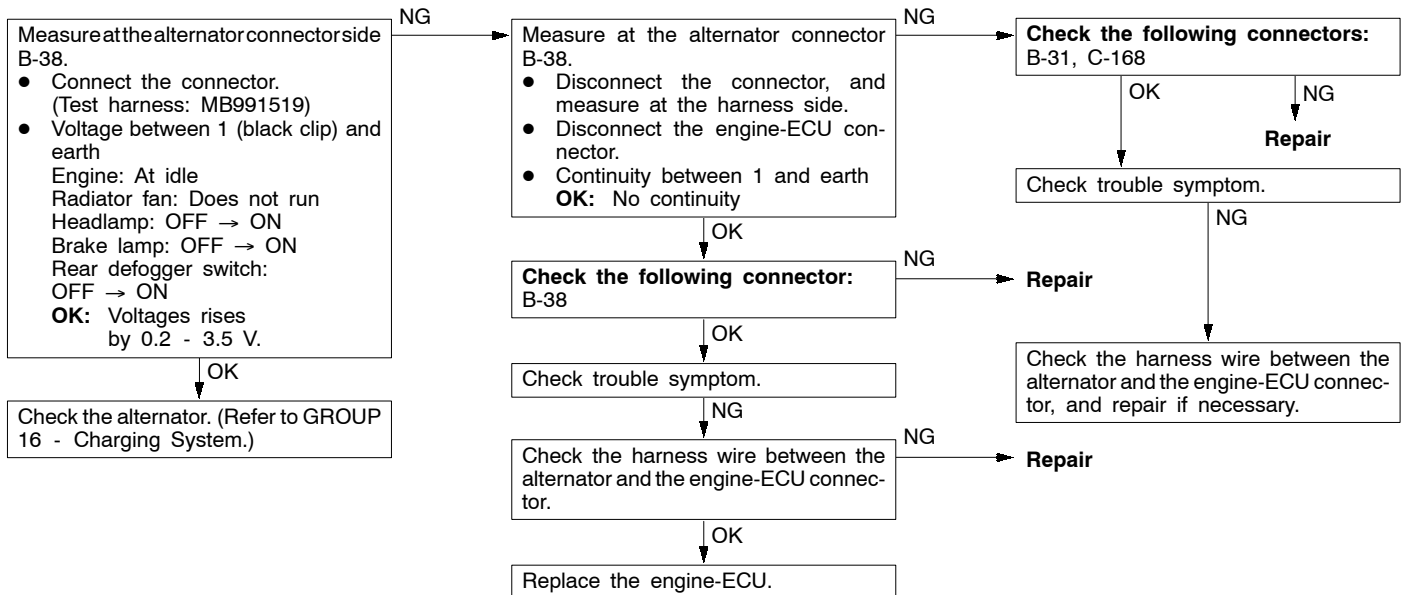 Measure at the alternator connector side
B-38.
● Connect the connector.
(Test harness: MB991519)
● Voltage between 1 (black clip) and
earth
Engine: At idle
Radiator fan: Does not run
Headlamp: OFF → ON
Brake lamp: OFF → ON
Rear defogger switch:
OFF → ON
OK: Voltages rises
by 0.2 - 3.5 V.
OK
Check the alternator. (Refer to GROUP
16 - Charging System.)
NG
Measure at the alternator connector
B-38.
● Disconnect the connector, and
measure at the harness side.
● Disconnect the engine-ECU con-
nector.
● Continuity between 1 and earth
OK: No continuity
OK
Check the following connector:
B-38
NG
Repair
OK
Check trouble symptom.
NG
Check the harness wire between the
alternator and the engine-ECU connec-
tor.
NG
Repair
OK
Replace the engine-ECU.
NG
Check the following connectors:
B-31, C-168
OK
NG
Repair
Check trouble symptom.
NG
Check the harness wire between the
alternator and the engine-ECU connec-
tor, and repair if necessary.